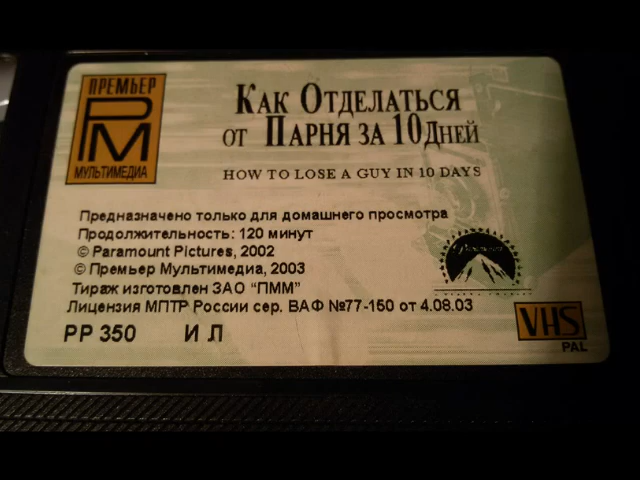 ПРЕМЬЕР
РМ
МУЛЬТИМЕДИА
Как Отделаться
от Парня за 10 Дней
HOW TO LOSE A GUY IN 10 DAYS
Предназначено только для домашнего просмотра
Продолжительность: 120 минут
© Paramount Pictures, 2002
© Премьер Мультимедиа, 2003
Тираж изготовлен ЗАО "ПММ"
Лицензия МПТР России сер. ВАФ №77-150 от 4.08.03
РР 350 И Л
Paramount
VHS
PAL